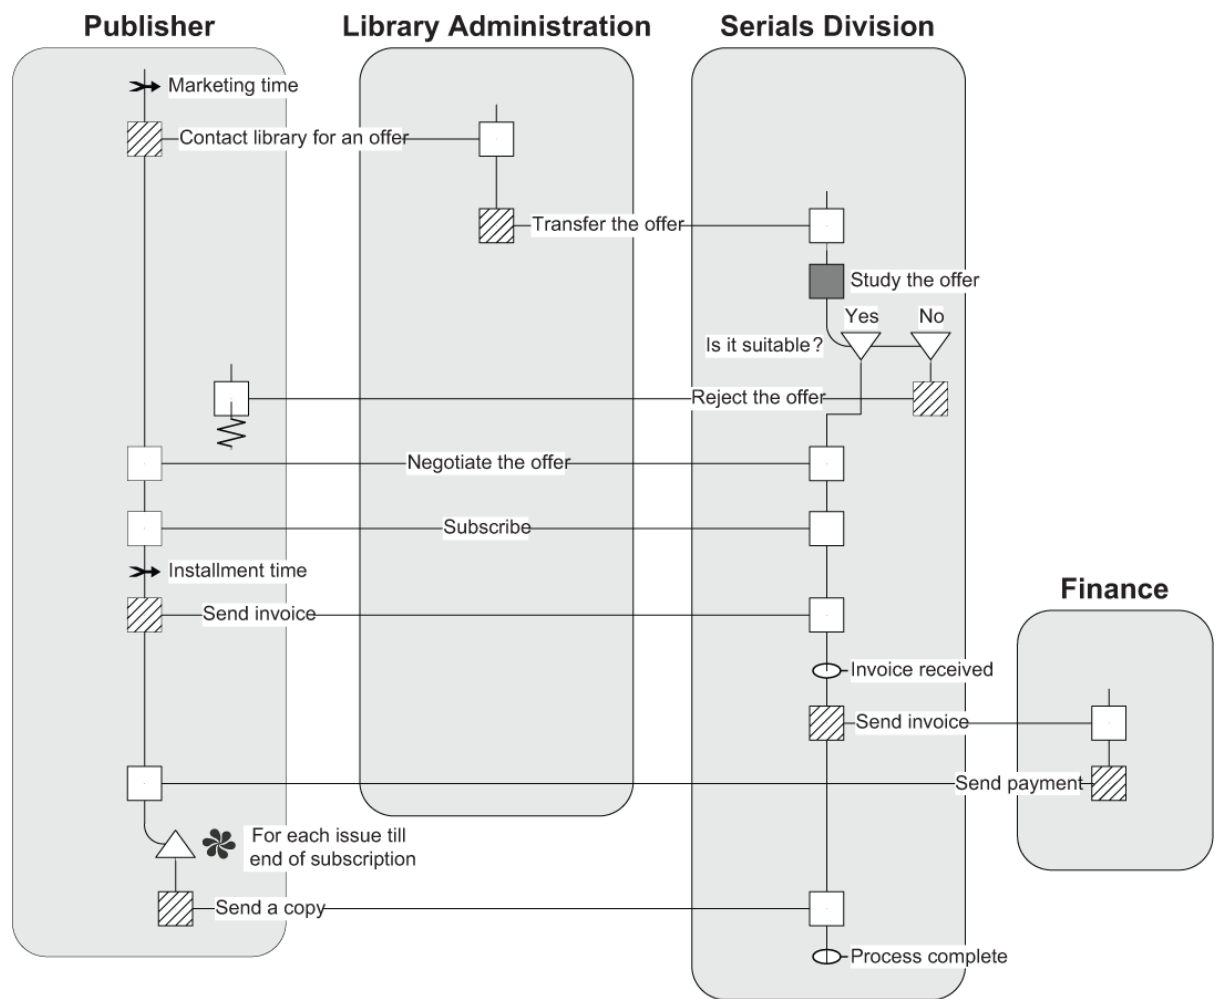 Publisher
Library Administration
Serials Division
Marketing time
Contact library for an offer
Transfer the offer
Study the offer
Yes
No
Is it suitable?
Reject the offer
Negotiate the offer
Subscribe
Installment time
Finance
Send invoice
Invoice received
Send invoice
Send payment
For each issue till
end of subscription
Send a copy
Process complete